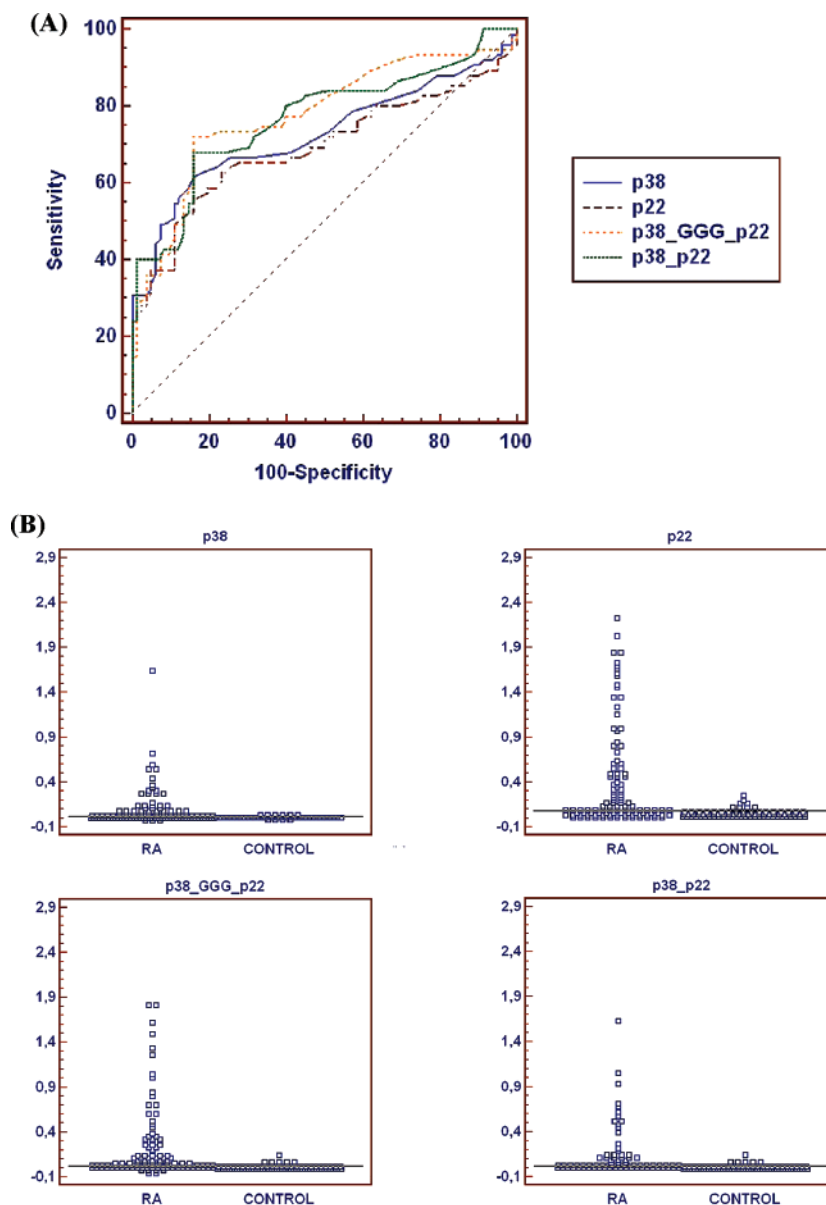 (A)
100
80
60
40
20
0
Sensitivity
0 20 40 60 80 100
100-Specificity
p38
p22
p38_GGG_p22
p38_p22
(B)
p38
2,9
2,4
1,9
1,4
0,9
0,4
-0,1
RA CONTROL
p22
2,9
2,4
1,9
1,4
0,9
0,4
-0,1
RA CONTROL
p38_GGG_p22
2,9
2,4
1,9
1,4
0,9
0,4
-0,1
RA CONTROL
p38_p22
2,9
2,4
1,9
1,4
0,9
0,4
-0,1
RA CONTROL